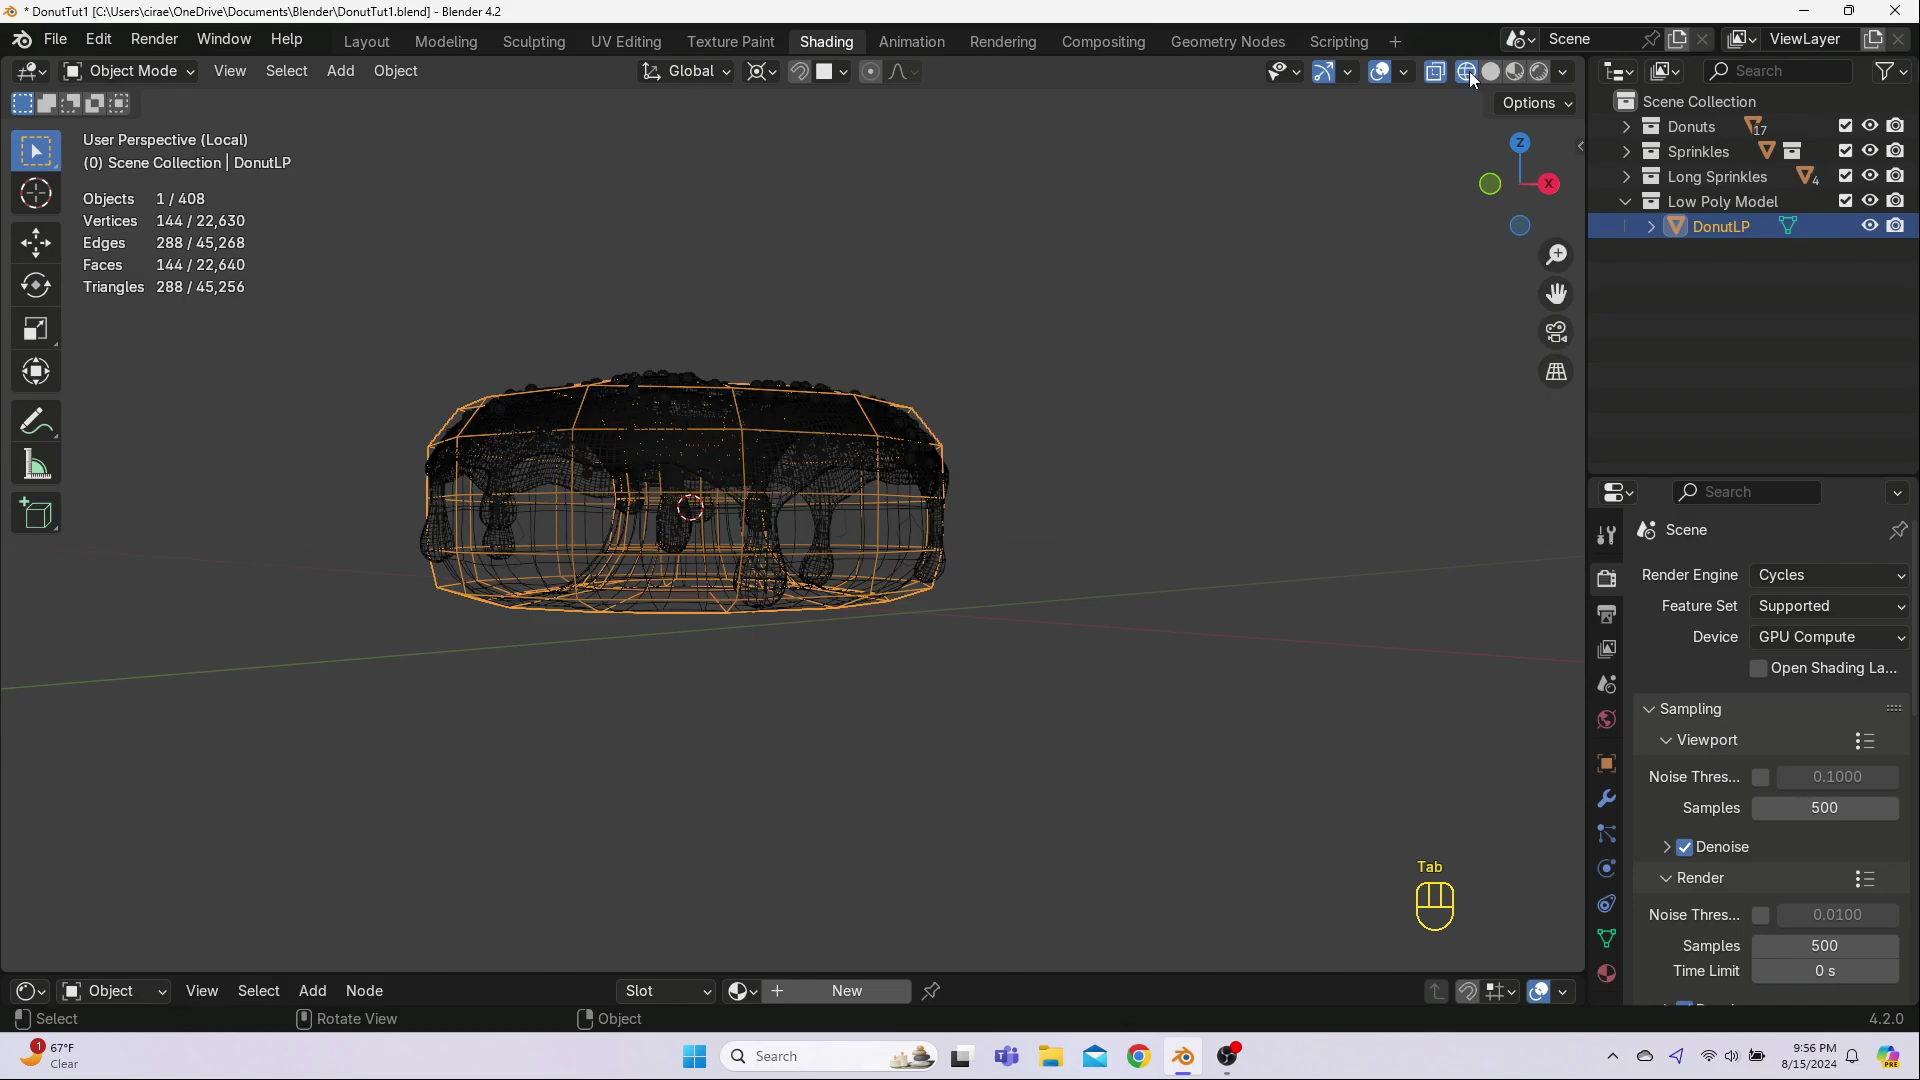 * DonutTut1 [C:\Users\cirae\OneDrive\Documents\Blender\DonutTut1.blend] - Blender 4.2
File Edit Render Window Help Layout Modeling Sculpting UV Editing Texture Paint Shading Animation Rendering Compositing Geometry Nodes Scripting + Scene ViewLayer
Object Mode View Select Add Object Global Search
Options
Scene Collection
Donuts 17
Sprinkles
Long Sprinkles 4
Low Poly Model
DonutLP
User Perspective (Local)
(0) Scene Collection | DonutLP
Objects 1 / 408
Vertices 144 / 22,630
Edges 288 / 45,268
Faces 144 / 22,640
Triangles 288 / 45,256
Z
X
Search
Scene
Render Engine Cycles
Feature Set Supported
Device GPU Compute
Open Shading La...
Sampling
Viewport
Noise Thres... 0.1000
Samples 500
Denoise
Render
Noise Thres... 0.0100
Samples 500
Time Limit 0 s
Tab
Object View Select Add Node Slot + New
Select Rotate View Object 4.2.0
1 67°F
Clear
Search
9:56 PM
8/15/2024
PRE